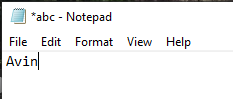 *abc - Notepad
File Edit Format View Help
Avin